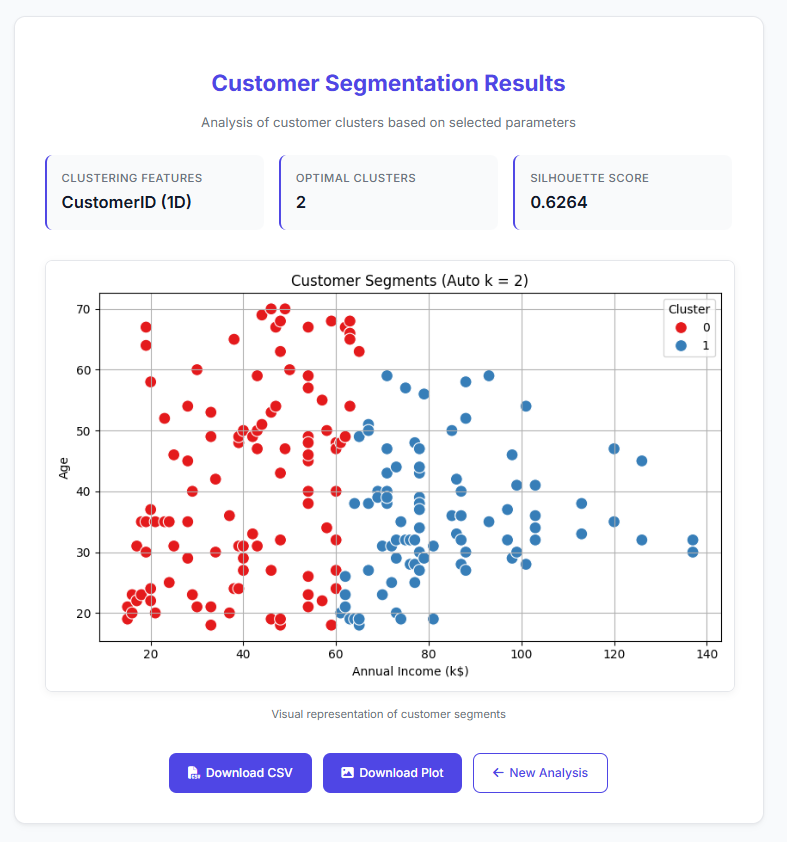 Customer Segmentation Results
Analysis of customer clusters based on selected parameters
CLUSTERING FEATURES
CustomerID (1D)
OPTIMAL CLUSTERS
2
SILHOUETTE SCORE
0.6264
Customer Segments (Auto k = 2)
Cluster
0
1
70
60
50
40
30
20
Age
20 40 60 80 100 120 140
Annual Income (k$)
Visual representation of customer segments
Download CSV
Download Plot
← New Analysis